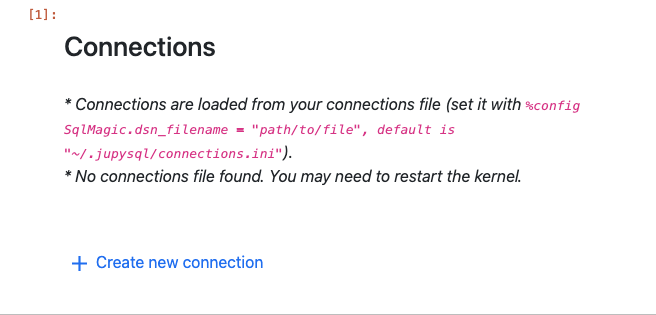 [1]:
Connections
* Connections are loaded from your connections file (set it with %config
SqlMagic.dsn_filename = "path/to/file", default is
"~/.jupysql/connections.ini").
* No connections file found. You may need to restart the kernel.
+ Create new connection